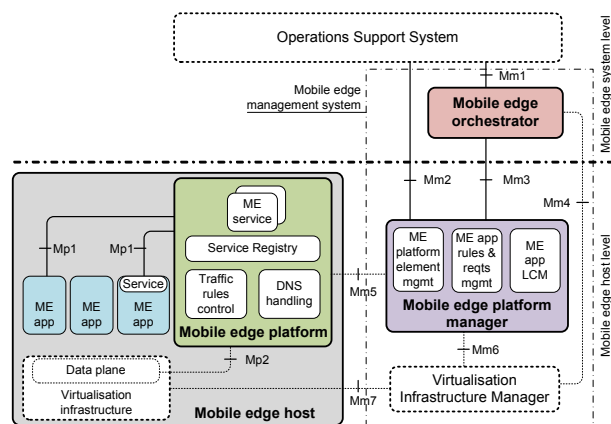 Operations Support System
Mobile edge
management system
Mm1
Mobile edge
orchestrator
Mobile edge system level
Mm2
Mm3
Mm4
ME
service
Service Registry
Traffic
rules
control
DNS
handling
Mobile edge platform
Mp1
Mp1
ME
app
ME
app
Service
ME
app
Mm5
ME
platform
element
mgmt
ME app
rules &
reqts
mgmt
ME
app
LCM
Mobile edge platform
manager
Mobile edge host level
Mp2
Mm6
Data plane
Virtualisation
infrastructure
Mobile edge host
Mm7
Virtualisation
Infrastructure Manager